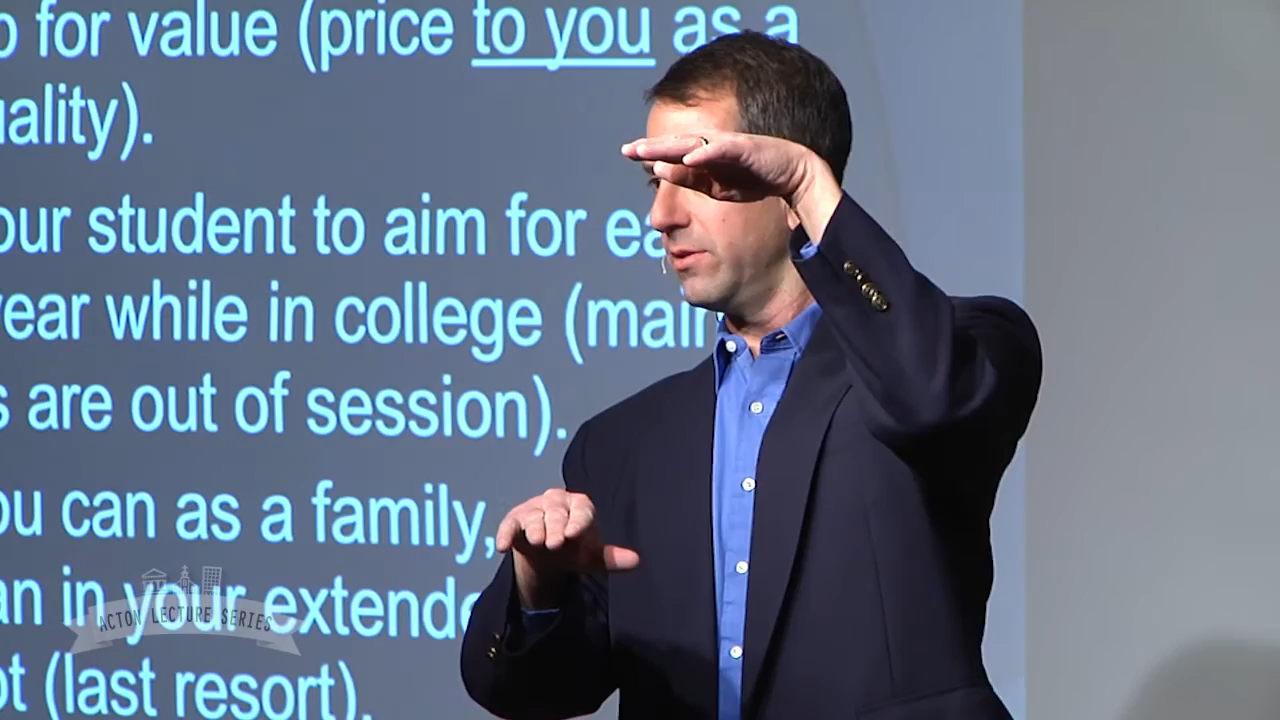 o for value (price to you as a
uality).
our student to aim for ea
year while in college (main
s are out of session).
ou can as a family,
an in your extende
ot (last resort).
ACTON LECTURE SERIES